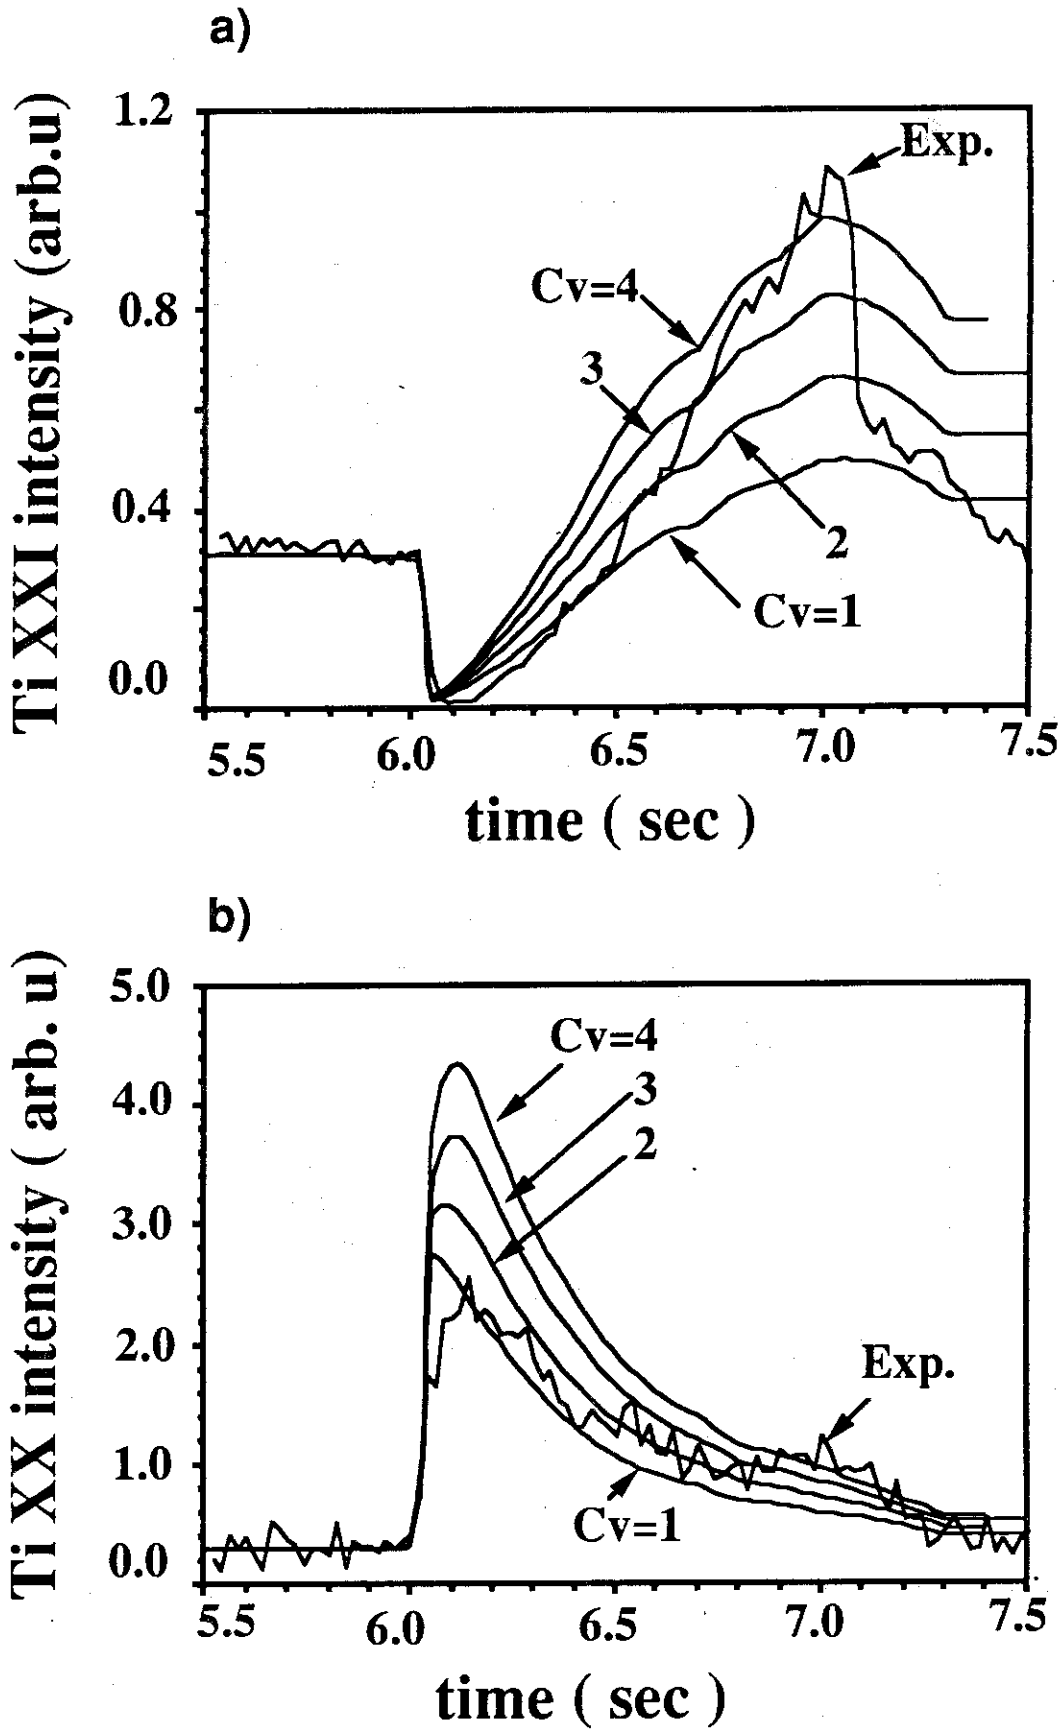 a)
Ti XXI intensity (arb.u)
1.2
0.8
0.4
0.0
Exp.
Cv=4
3
2
Cv=1
5.5
6.0
6.5
7.0
7.5
time ( sec )
b)
Ti XX intensity ( arb. u)
5.0
4.0
3.0
2.0
1.0
0.0
Cv=4
3
2
Exp.
Cv=1
5.5
6.0
6.5
7.0
7.5
time ( sec )